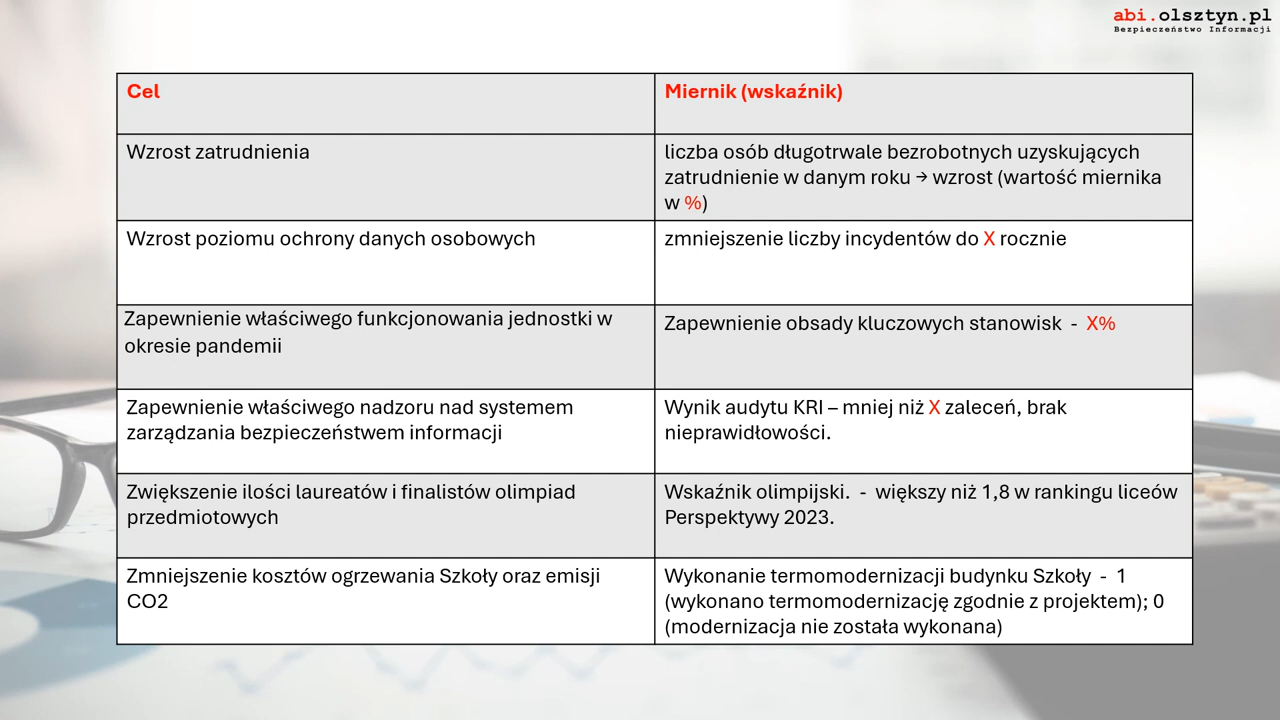 abi.olsztyn.pl
Bezpieczeństwo Informacji
Cel
Miernik (wskaźnik)
Wzrost zatrudnienia
liczba osób długotrwale bezrobotnych uzyskujących
zatrudnienie w danym roku → wzrost (wartość miernika
w %)
Wzrost poziomu ochrony danych osobowych
zmniejszenie liczby incydentów do X rocznie
Zapewnienie właściwego funkcjonowania jednostki w
okresie pandemii
Zapewnienie obsady kluczowych stanowisk - X%
Zapewnienie właściwego nadzoru nad systemem
zarządzania bezpieczeństwem informacji
Wynik audytu KRI – mniej niż X zaleceń, brak
nieprawidłowości.
Zwiększenie ilości laureatów i finalistów olimpiad
przedmiotowych
Wskaźnik olimpijski. - większy niż 1,8 w rankingu liceów
Perspektywy 2023.
Zmniejszenie kosztów ogrzewania Szkoły oraz emisji
CO2
Wykonanie termomodernizacji budynku Szkoły - 1
(wykonano termomodernizację zgodnie z projektem); 0
(modernizacja nie została wykonana)